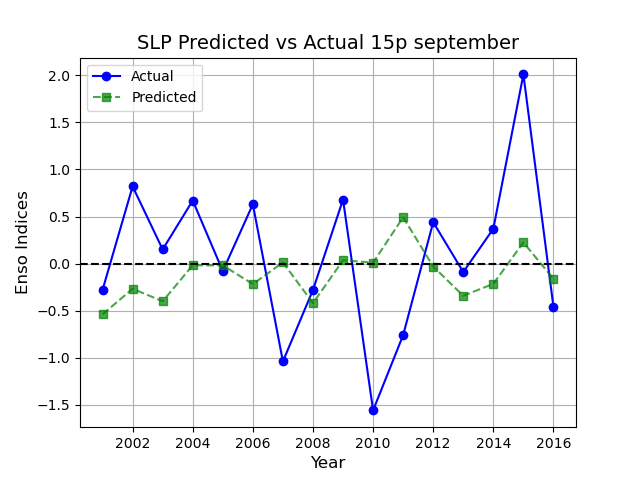 SLP Predicted vs Actual 15p september
Actual
Predicted
2.0
1.5
1.0
0.5
0.0
−0.5
−1.0
−1.5
Enso Indices
2002 2004 2006 2008 2010 2012 2014 2016
Year